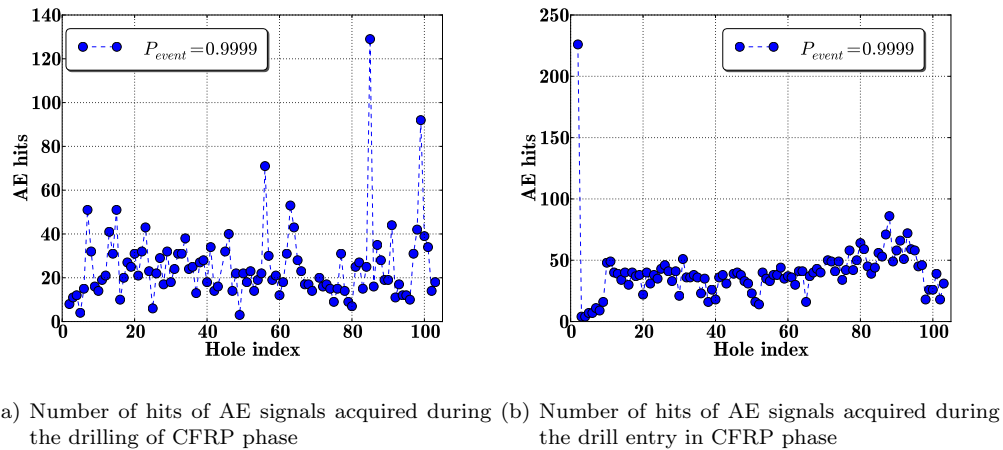 140
120
100
80
60
40
20
0
AE hits
P_event=0.9999
0 20 40 60 80 100
Hole index
250
200
150
100
50
0
AE hits
P_event=0.9999
0 20 40 60 80 100
Hole index
a) Number of hits of AE signals acquired during
the drilling of CFRP phase
(b) Number of hits of AE signals acquired during
the drill entry in CFRP phase